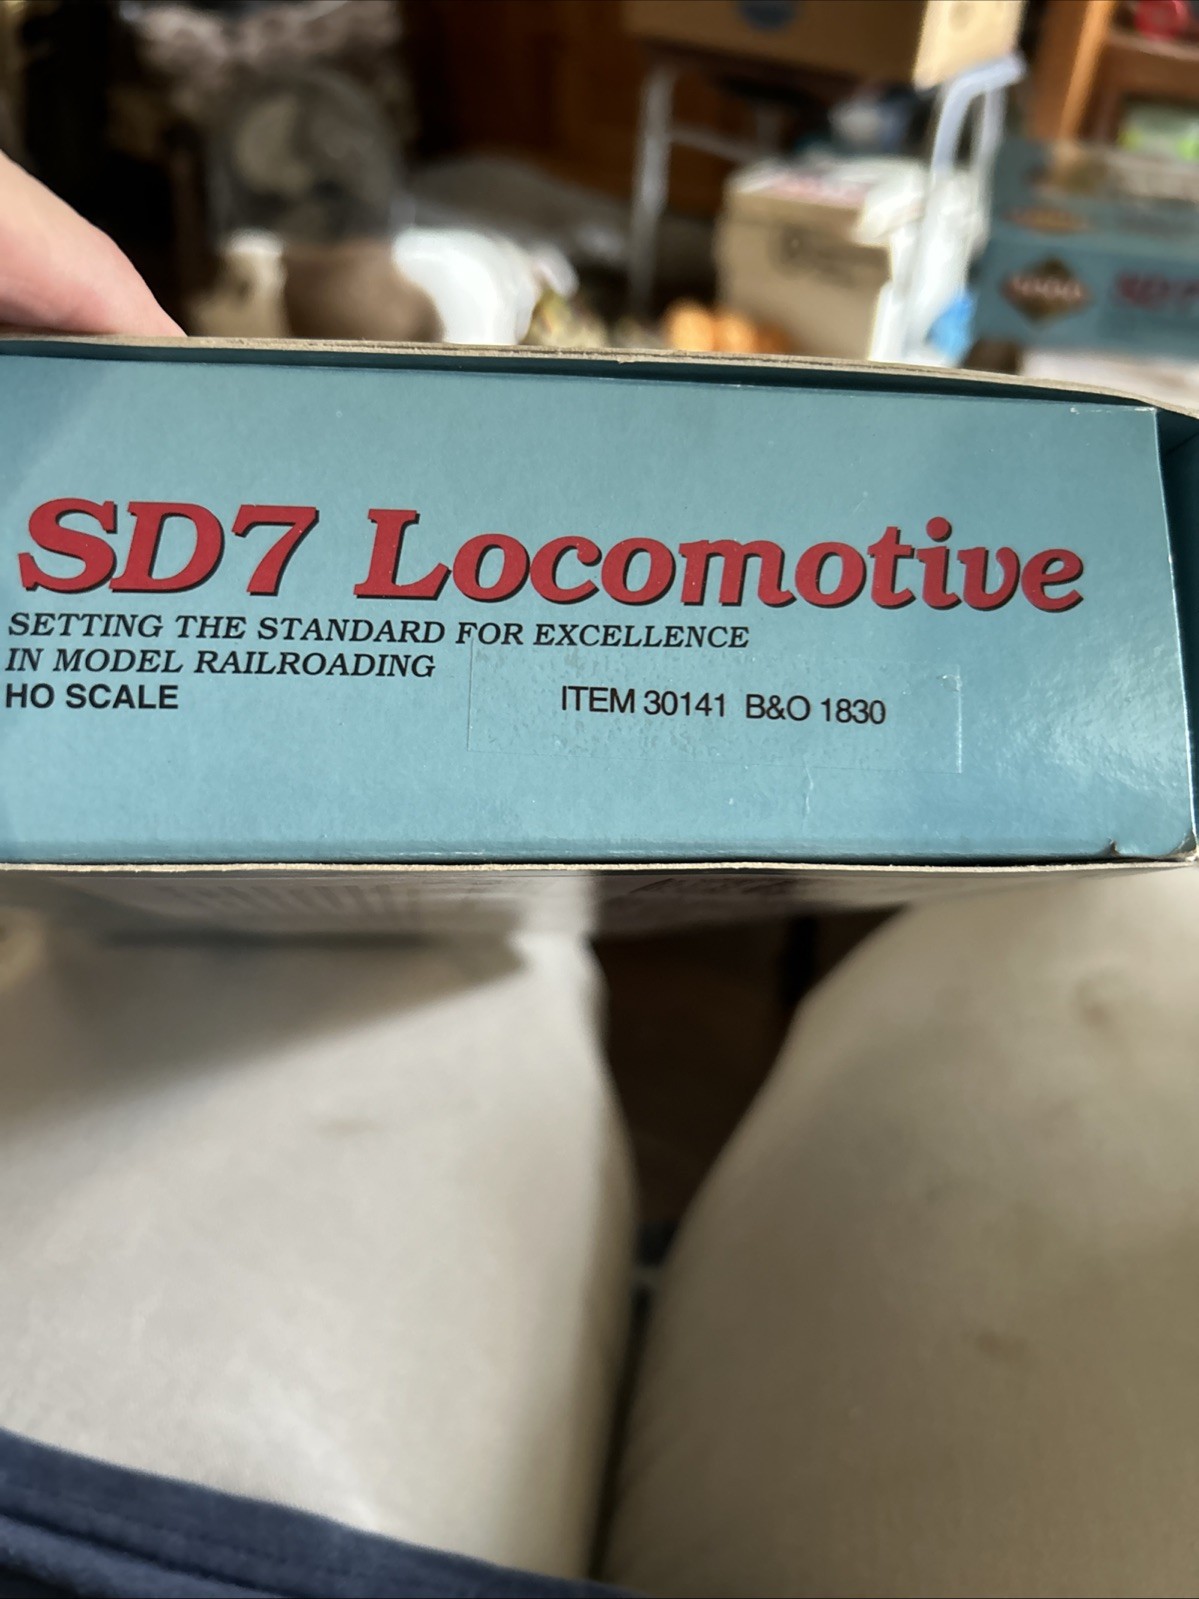 SD7 Locomotive
SETTING THE STANDARD FOR EXCELLENCE
IN MODEL RAILROADING
HO SCALE
ITEM 30141 B&O 1830